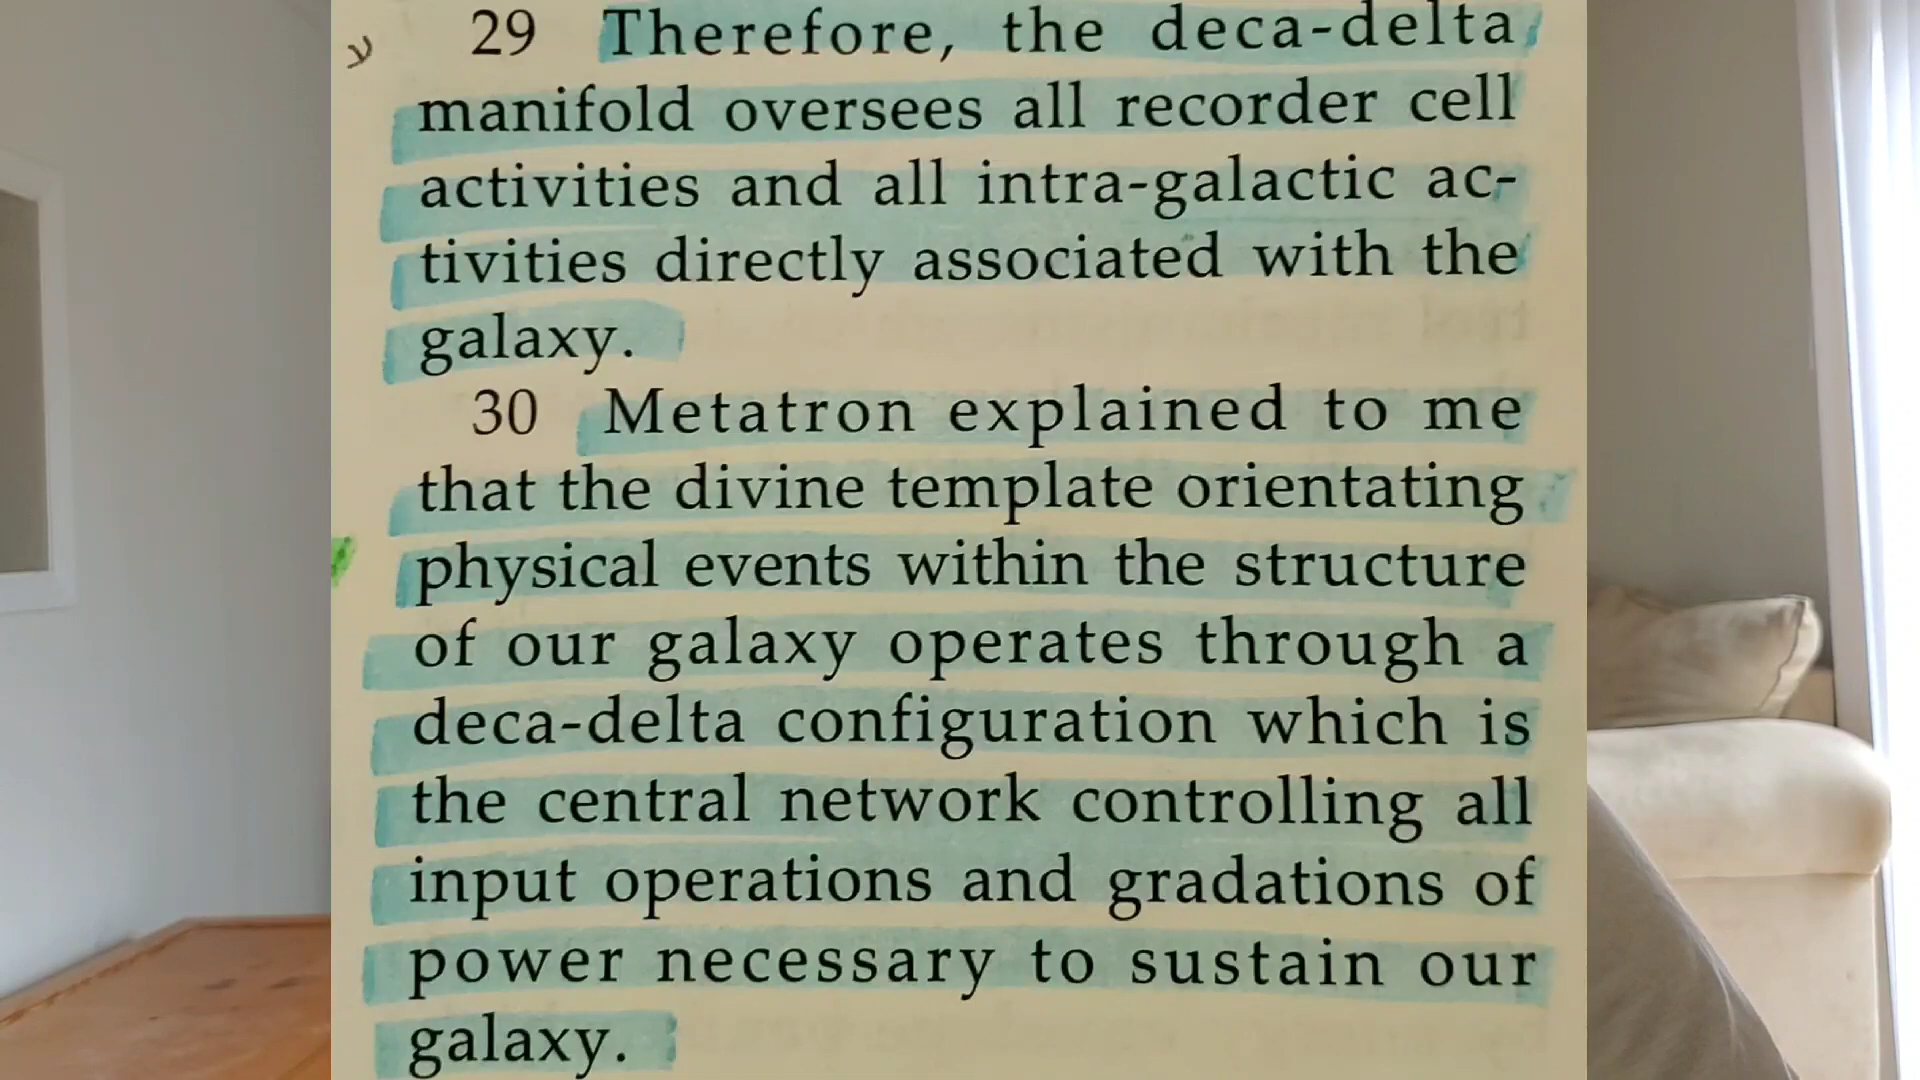 29 Therefore, the deca-delta
manifold oversees all recorder cell
activities and all intra-galactic ac-
tivities directly associated with the
galaxy.
30 Metatron explained to me
that the divine template orientating
physical events within the structure
of our galaxy operates through a
deca-delta configuration which is
the central network controlling all
input operations and gradations of
power necessary to sustain our
galaxy.